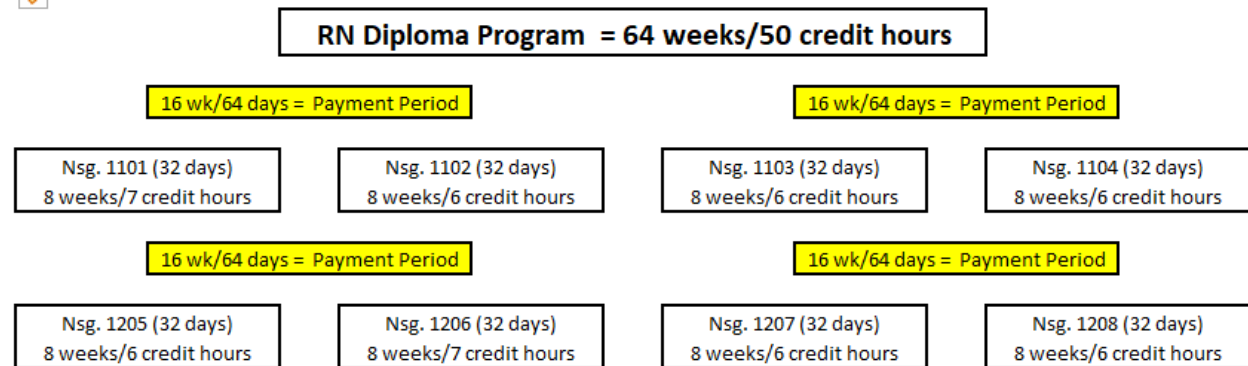 RN Diploma Program = 64 weeks/50 credit hours
16 wk/64 days = Payment Period
16 wk/64 days = Payment Period
Nsg. 1101 (32 days)
8 weeks/7 credit hours
Nsg. 1102 (32 days)
8 weeks/6 credit hours
Nsg. 1103 (32 days)
8 weeks/6 credit hours
Nsg. 1104 (32 days)
8 weeks/6 credit hours
16 wk/64 days = Payment Period
16 wk/64 days = Payment Period
Nsg. 1205 (32 days)
8 weeks/6 credit hours
Nsg. 1206 (32 days)
8 weeks/7 credit hours
Nsg. 1207 (32 days)
8 weeks/6 credit hours
Nsg. 1208 (32 days)
8 weeks/6 credit hours